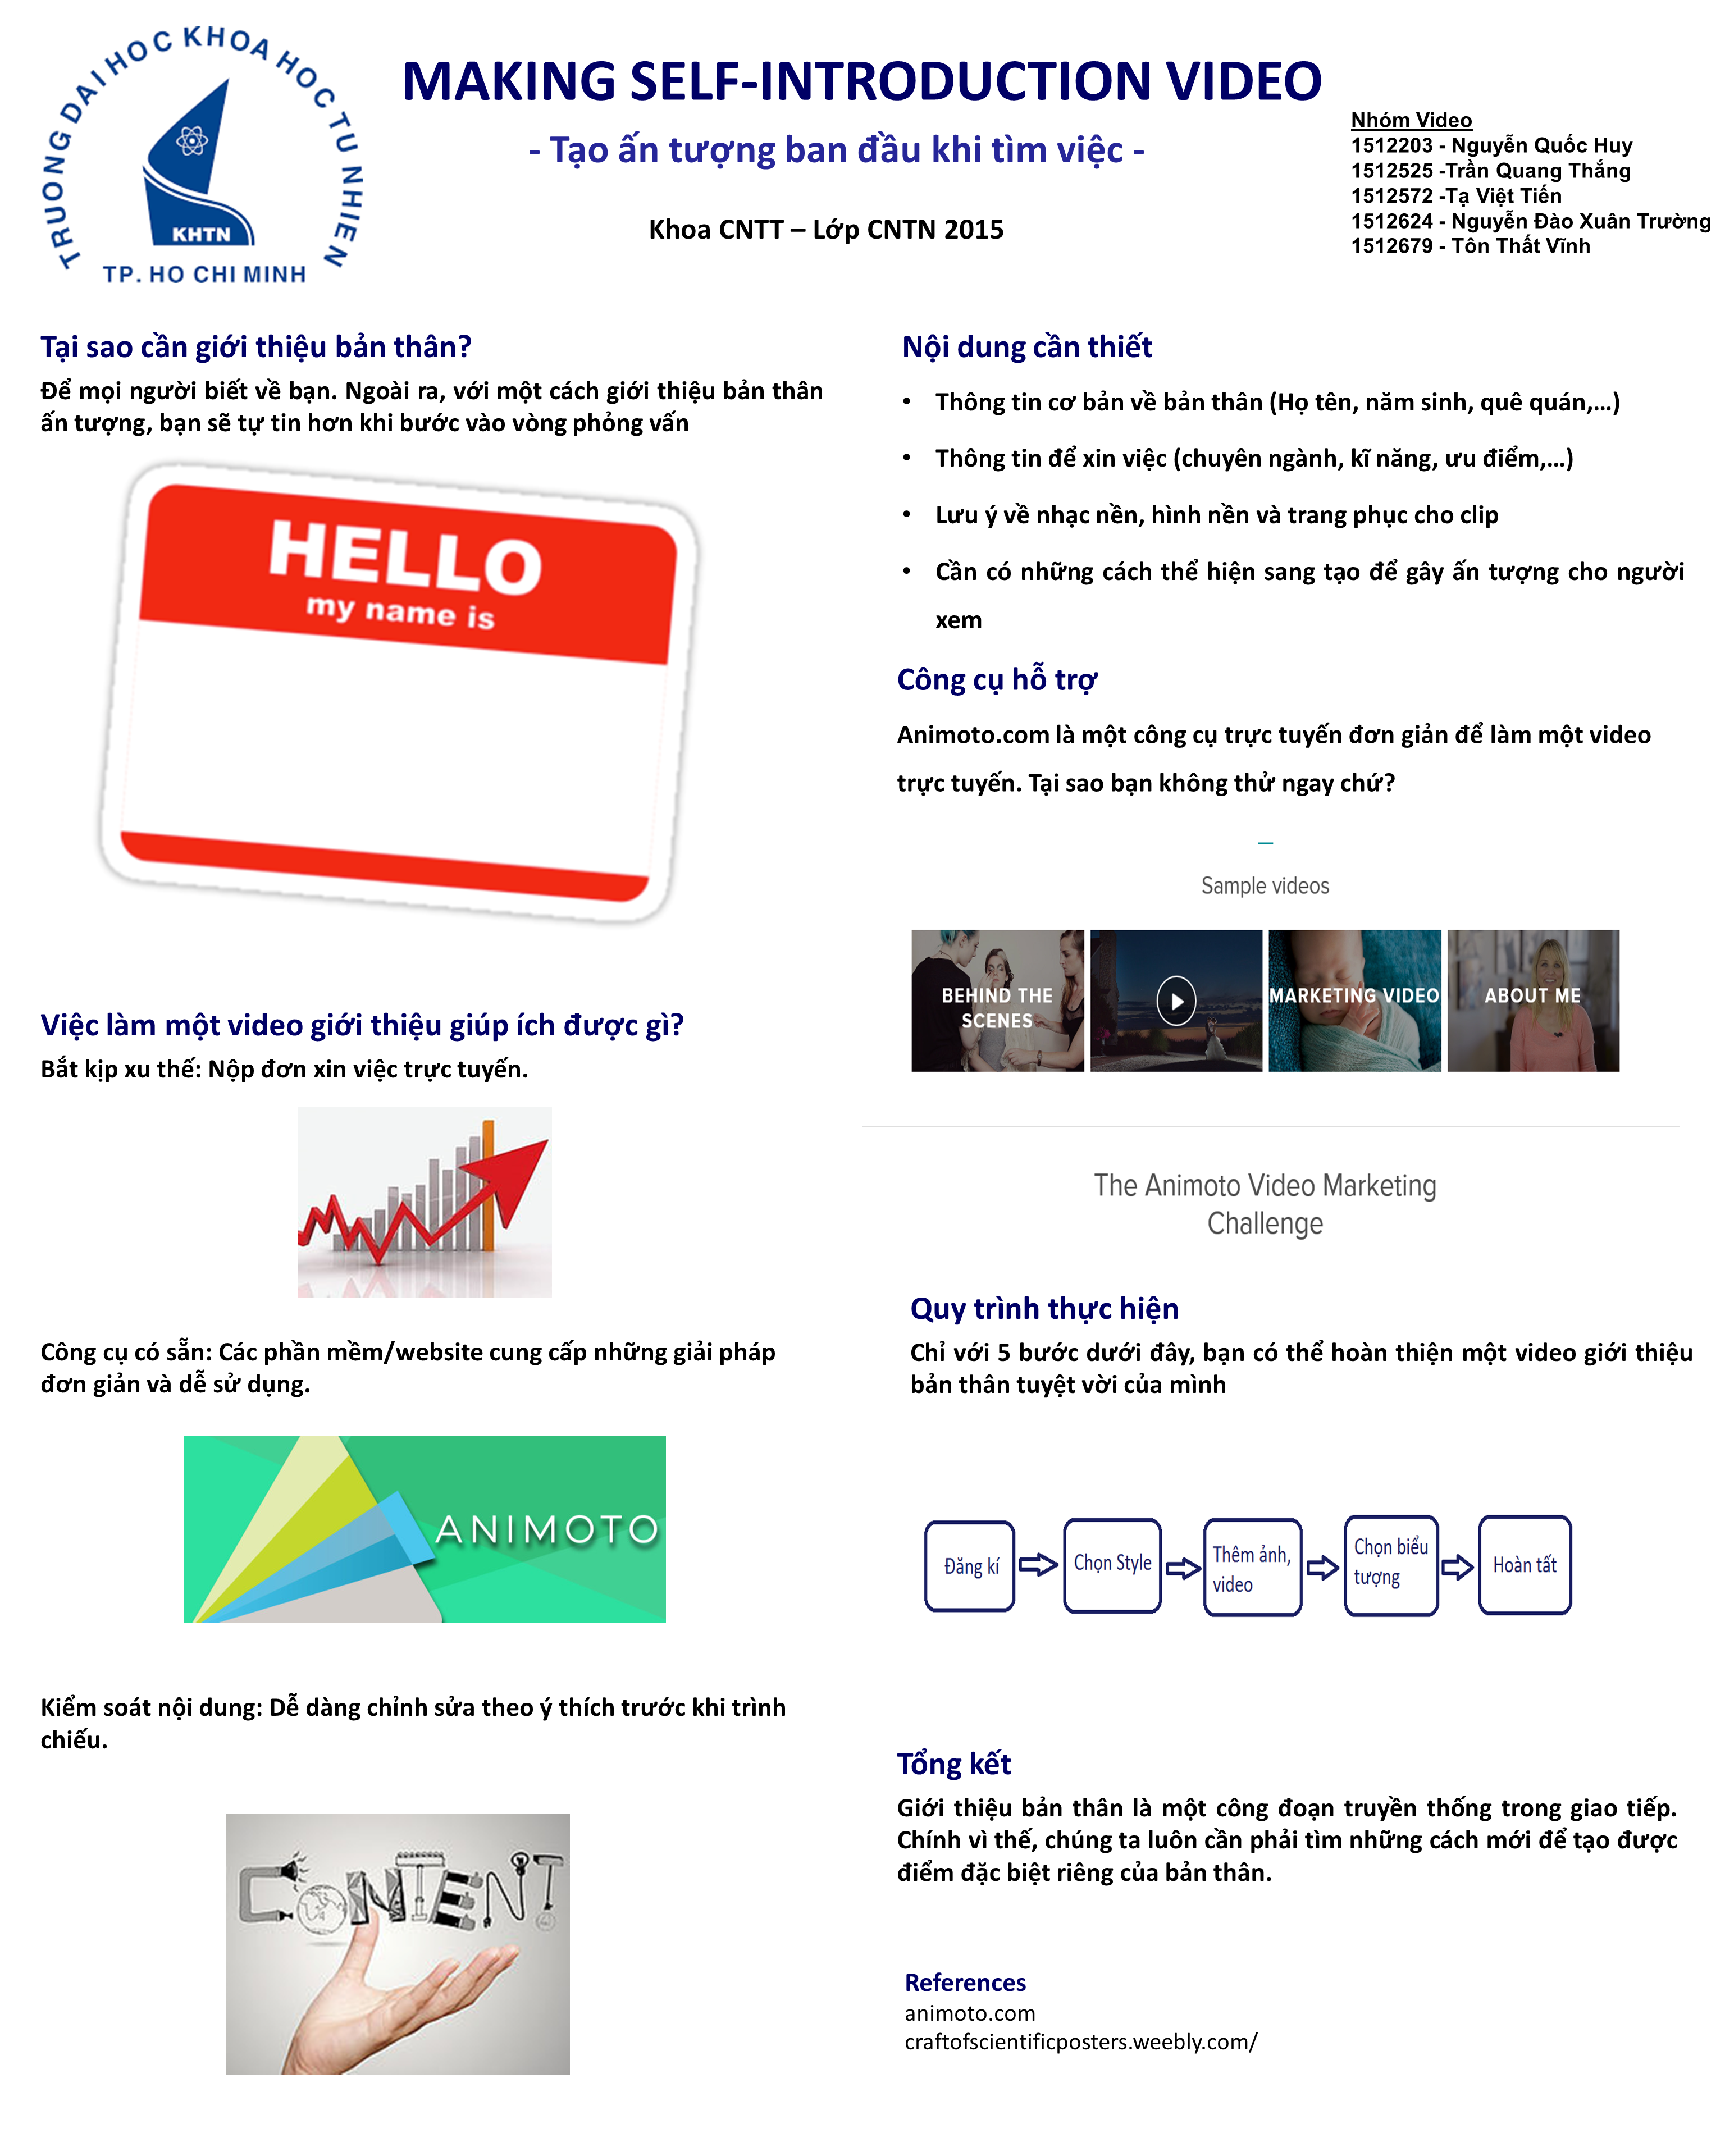 TRUONG DAI HOC KHOA HOC TU NHIEN
KHTN
TP. HO CHI MINH
MAKING SELF-INTRODUCTION VIDEO
- Tạo ấn tượng ban đầu khi tìm việc -
Khoa CNTT – Lớp CNTN 2015
Nhóm Video
1512203 - Nguyễn Quốc Huy
1512525 -Trần Quang Thắng
1512572 -Tạ Việt Tiến
1512624 - Nguyễn Đào Xuân Trường
1512679 - Tôn Thất Vĩnh
Tại sao cần giới thiệu bản thân?
Để mọi người biết về bạn. Ngoài ra, với một cách giới thiệu bản thân
ấn tượng, bạn sẽ tự tin hơn khi bước vào vòng phỏng vấn
HELLO
my name is
Việc làm một video giới thiệu giúp ích được gì?
Bắt kịp xu thế: Nộp đơn xin việc trực tuyến.
Công cụ có sẵn: Các phần mềm/website cung cấp những giải pháp
đơn giản và dễ sử dụng.
ANIMOTO
Kiểm soát nội dung: Dễ dàng chỉnh sửa theo ý thích trước khi trình
chiếu.
CONTENT
Nội dung cần thiết
• Thông tin cơ bản về bản thân (Họ tên, năm sinh, quê quán,...)
• Thông tin để xin việc (chuyên ngành, kĩ năng, ưu điểm,...)
• Lưu ý về nhạc nền, hình nền và trang phục cho clip
• Cần có những cách thể hiện sang tạo để gây ấn tượng cho người
xem
Công cụ hỗ trợ
Animoto.com là một công cụ trực tuyến đơn giản để làm một video
trực tuyến. Tại sao bạn không thử ngay chứ?
Sample videos
BEHIND THE
SCENES
MARKETING VIDEO
ABOUT ME
The Animoto Video Marketing
Challenge
Quy trình thực hiện
Chỉ với 5 bước dưới đây, bạn có thể hoàn thiện một video giới thiệu
bản thân tuyệt vời của mình
Đăng kí
Chọn Style
Thêm ảnh,
video
Chọn biểu
tượng
Hoàn tất
Tổng kết
Giới thiệu bản thân là một công đoạn truyền thống trong giao tiếp.
Chính vì thế, chúng ta luôn cần phải tìm những cách mới để tạo được
điểm đặc biệt riêng của bản thân.
References
animoto.com
craftofscientificposters.weebly.com/